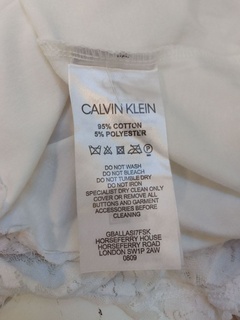 CALVIN KLEIN
95% COTTON
5% POLYESTER
DO NOT WASH
DO NOT BLEACH
DO NOT TUMBLE DRY
DO NOT IRON
SPECIALIST DRY CLEAN ONLY
COVER OR REMOVE ALL
BUTTONS AND GARMENT
ACCESSORIES BEFORE
CLEANING
GBALLASI7FSK
HORSEFERRY HOUSE
HORSEFERRY ROAD
LONDON SW1P 2AW
0809